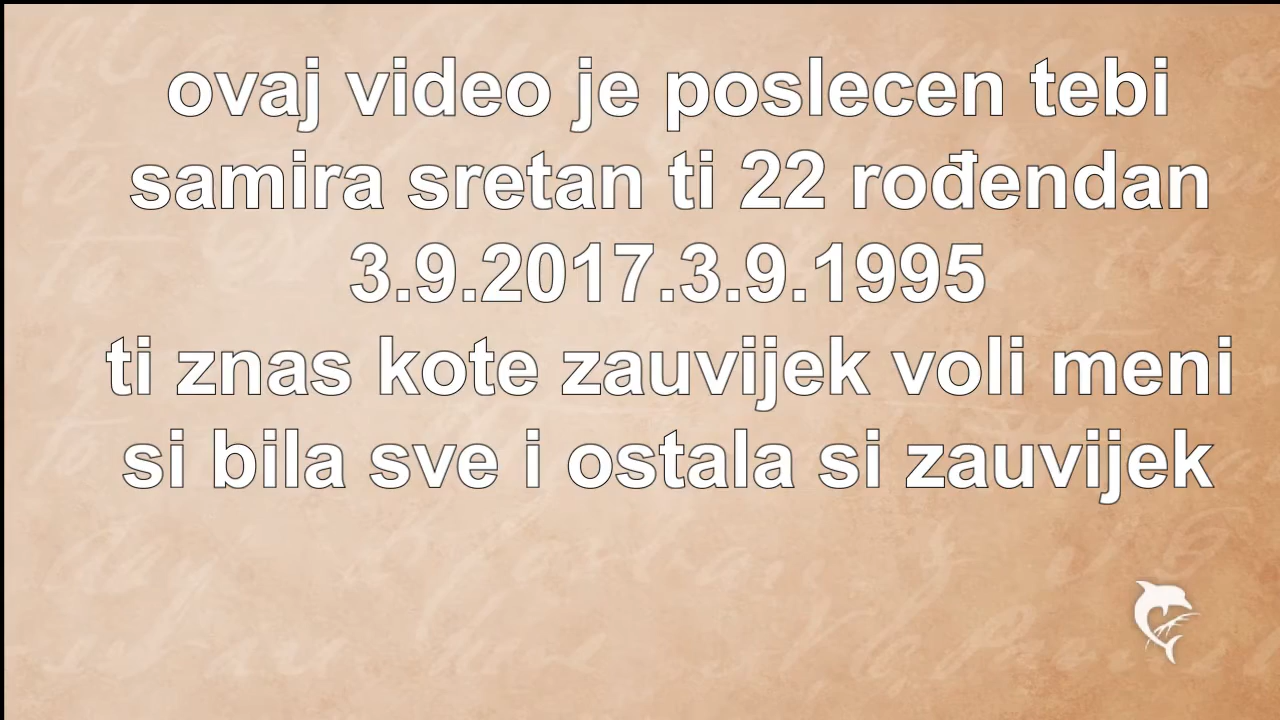 ovaj video je poslecen tebi
samira sretan ti 22 rođendan
3.9.2017.3.9.1995
ti znas kote zauvijek voli meni
si bila sve i ostala si zauvijek